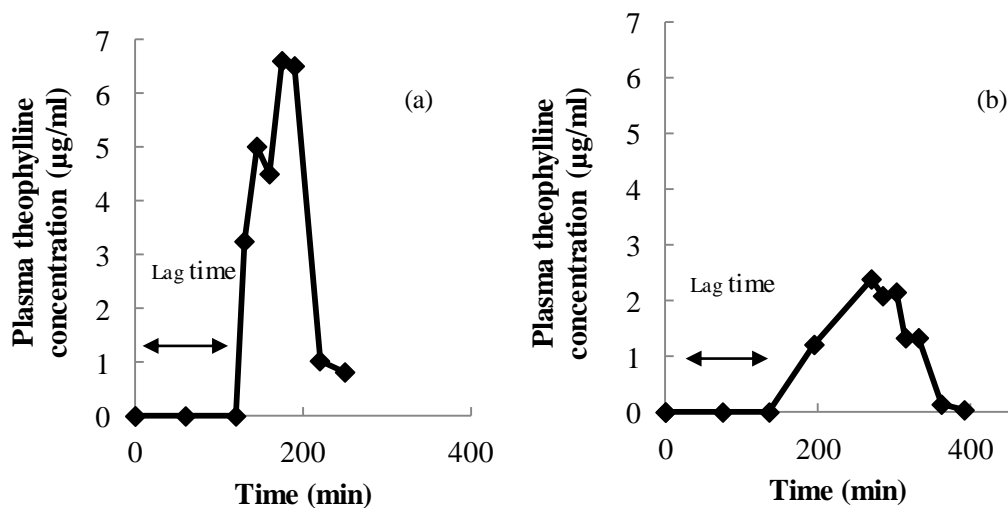 Plasma theophylline
concentration (µg/ml)
7
6
5
4
3
2
1
0
(a)
Lag time
0
200
400
Time (min)
Plasma theophylline
concentration (µg/ml)
7
6
5
4
3
2
1
0
(b)
Lag time
0
200
400
Time (min)